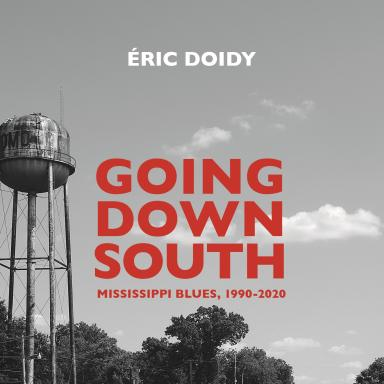 ÉRIC DOIDY
GOING
DOWN
SOUTH
MISSISSIPPI BLUES, 1990-2020